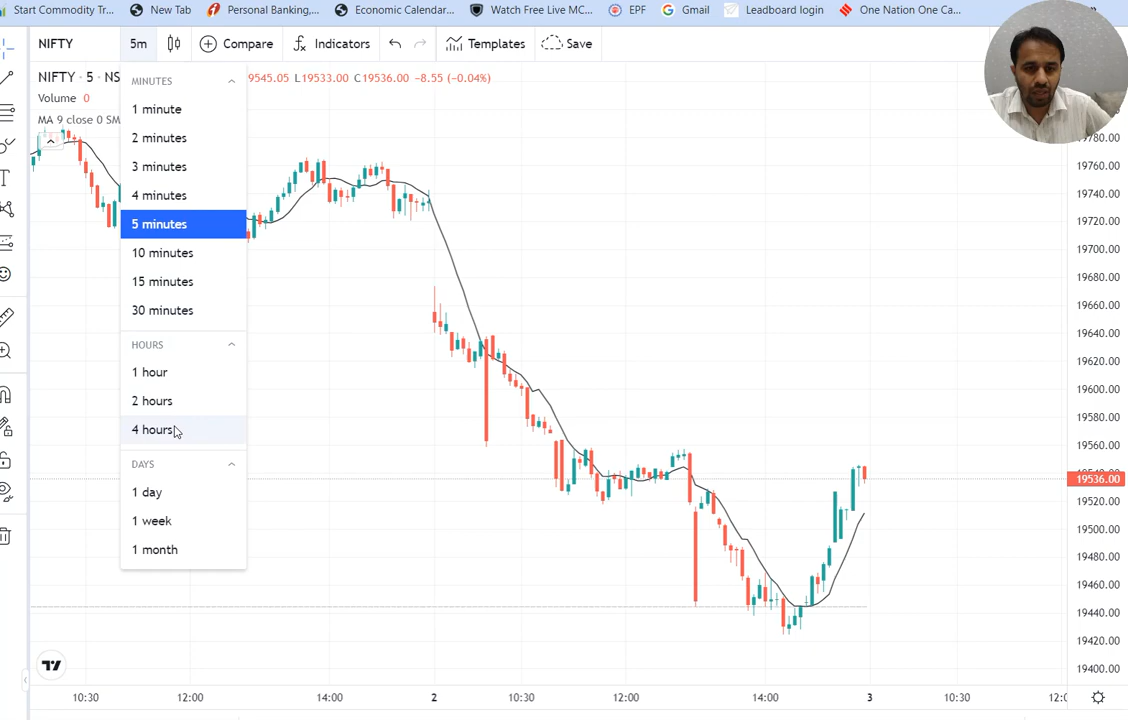 Start Commodity Tr... New Tab Personal Banking,... Economic Calendar... Watch Free Live MC... EPF Gmail Leadboard login One Nation One Ca... »
NIFTY 5m Compare Indicators Templates Save
NIFTY · 5 · NS 19545.05 L19533.00 C19536.00 -8.55 (-0.04%)
Volume 0
MA 9 close 0 SM
MINUTES
1 minute
2 minutes
3 minutes
4 minutes
5 minutes
10 minutes
15 minutes
30 minutes
HOURS
1 hour
2 hours
4 hours
DAYS
1 day
1 week
1 month
19780.00
19760.00
19740.00
19720.00
19700.00
19680.00
19660.00
19640.00
19620.00
19600.00
19580.00
19560.00
19536.00
19520.00
19500.00
19480.00
19460.00
19440.00
19420.00
19400.00
10:30 12:00 14:00 2 10:30 12:00 14:00 3 10:30